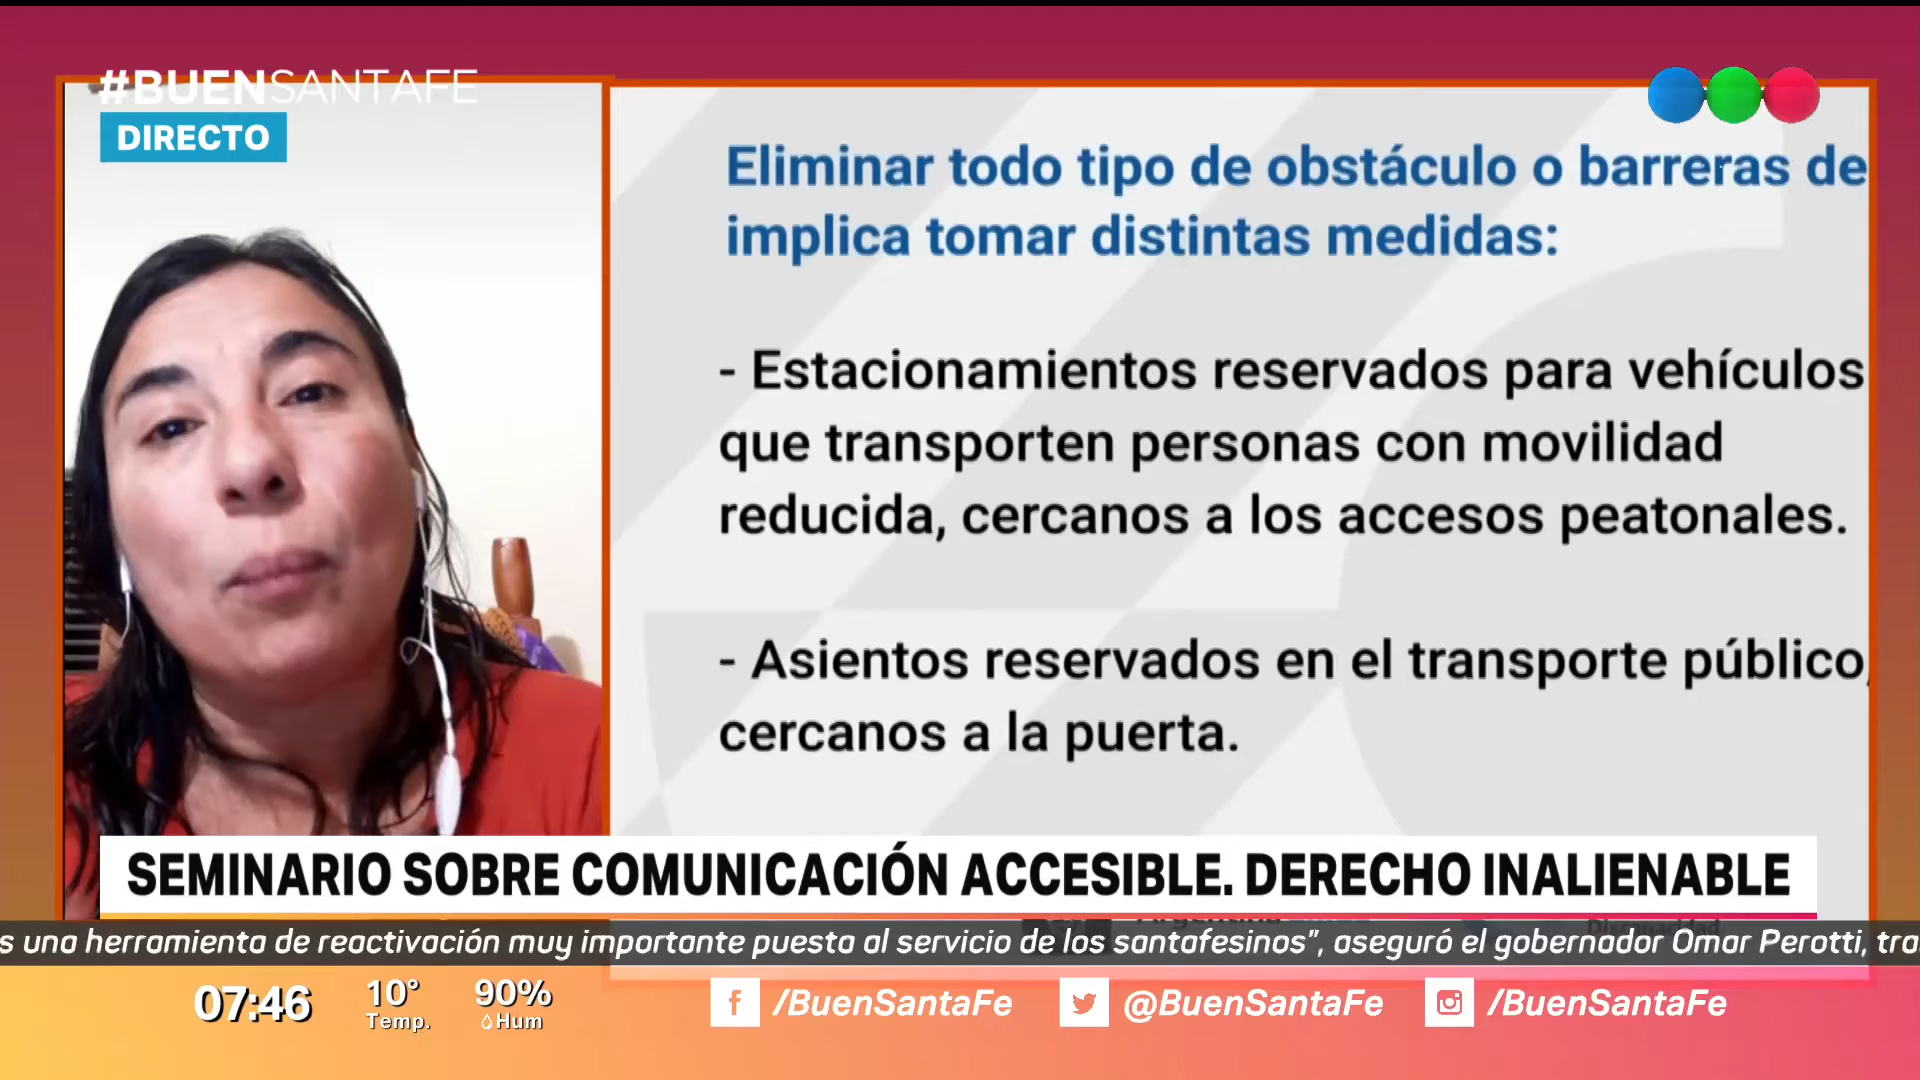 #BUENSANTAFE
DIRECTO
Eliminar todo tipo de obstáculo o barreras de
implica tomar distintas medidas:
- Estacionamientos reservados para vehículos
que transporten personas con movilidad
reducida, cercanos a los accesos peatonales.
- Asientos reservados en el transporte público,
cercanos a la puerta.
SEMINARIO SOBRE COMUNICACIÓN ACCESIBLE. DERECHO INALIENABLE
s una herramienta de reactivación muy importante puesta al servicio de los santafesinos", aseguró el gobernador Omar Perotti, tra
07:46
10°
Temp.
90%
Hum
/BuenSantaFe
@BuenSantaFe
/BuenSantaFe